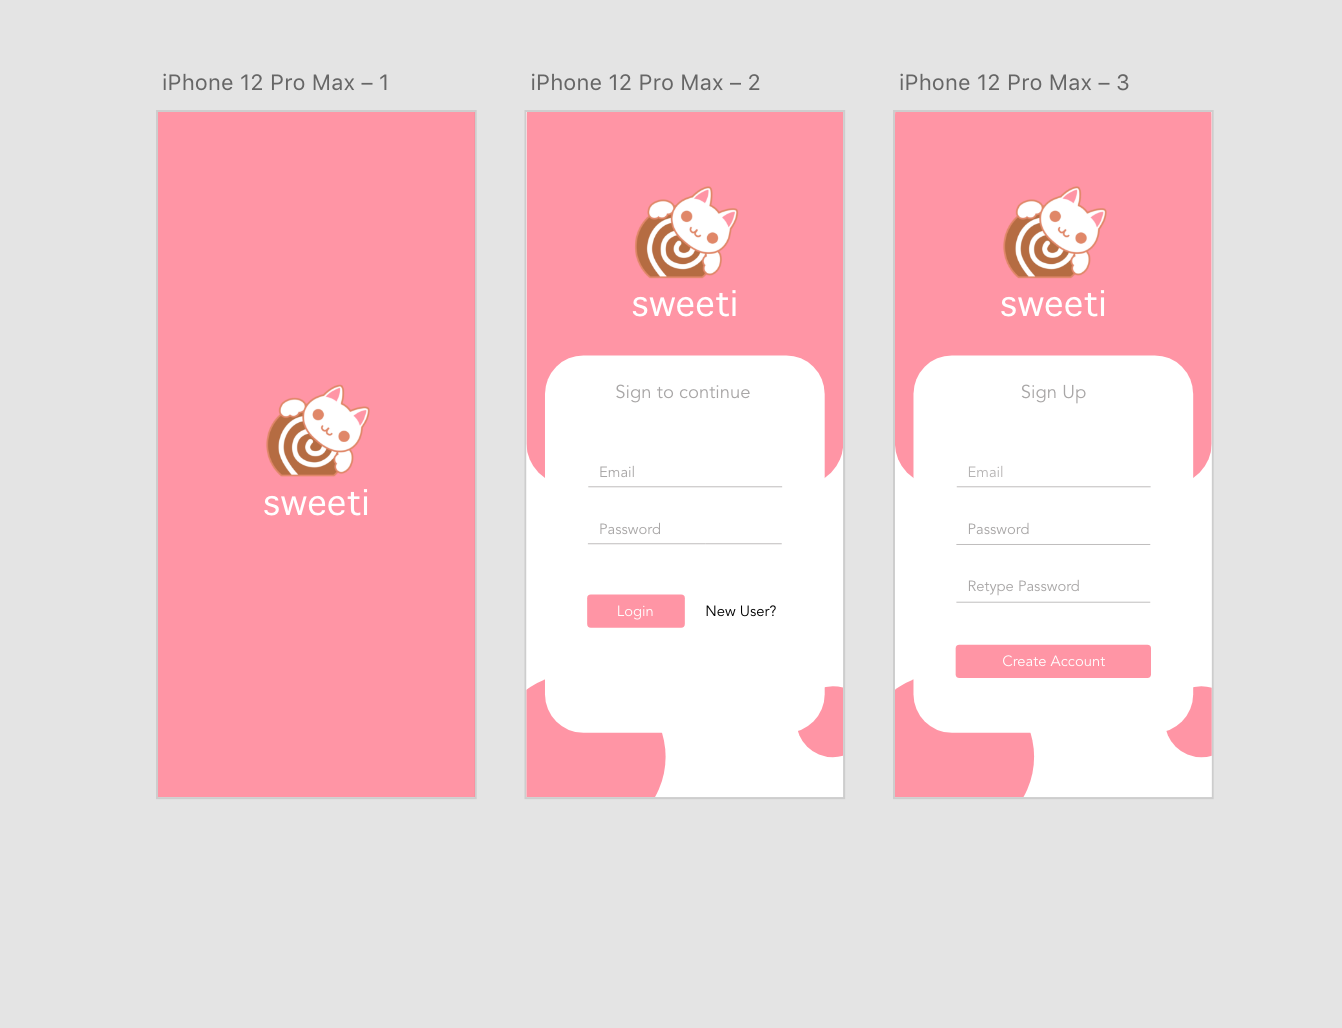 iPhone 12 Pro Max – 1
sweeti
iPhone 12 Pro Max – 2
sweeti
Sign to continue
Email
Password
Login
New User?
iPhone 12 Pro Max – 3
sweeti
Sign Up
Email
Password
Retype Password
Create Account